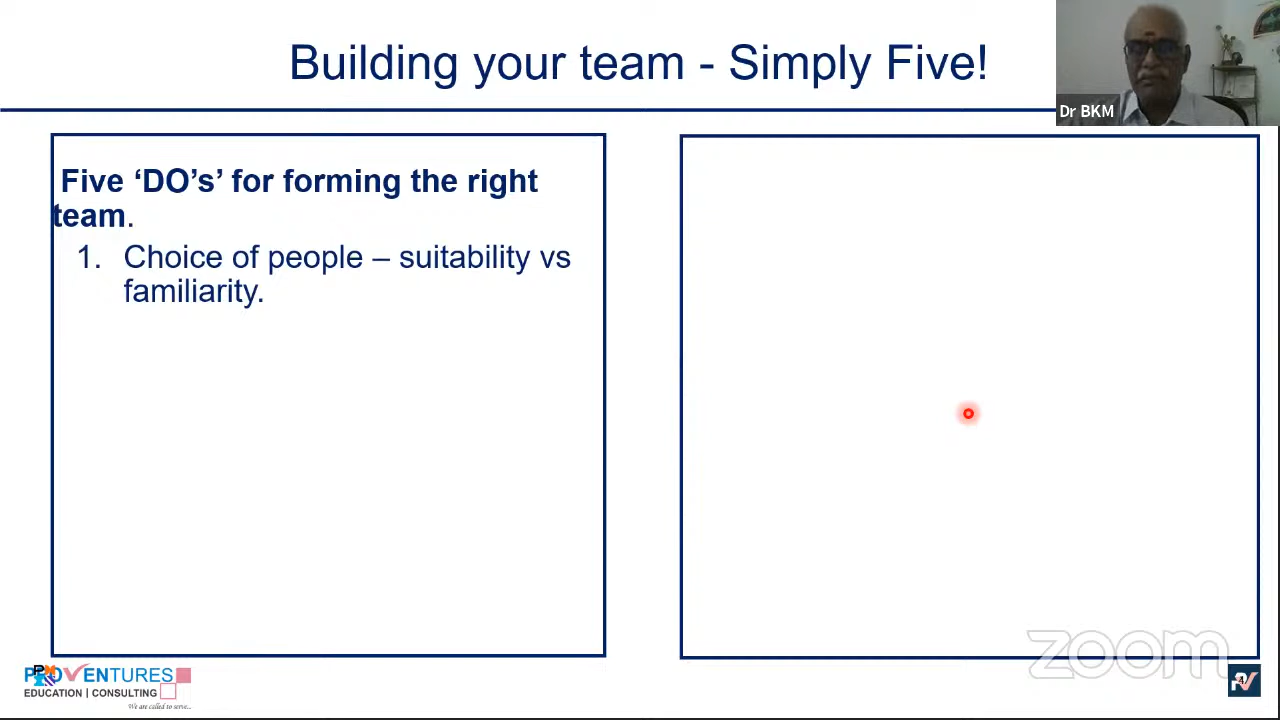 Building your team - Simply Five!
Dr BKM
Five ‘DO’s’ for forming the right
team.
1. Choice of people – suitability vs
familiarity.
zoom
PROVENTURES
EDUCATION | CONSULTING
We are called to serve...